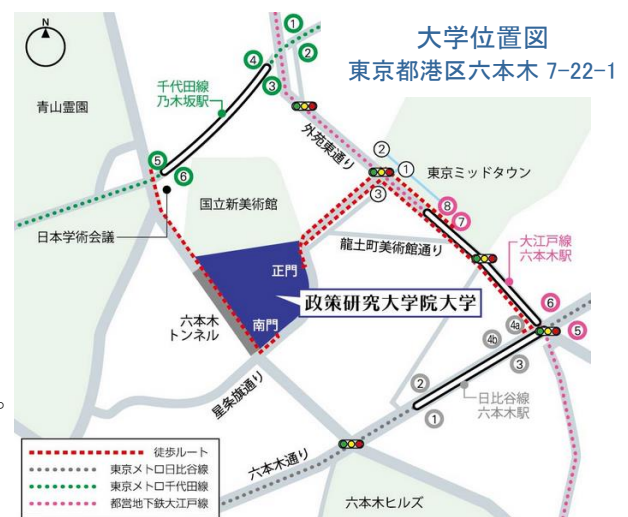 大学位置図
東京都港区六本木 7-22-1
N
①
②
④
③
千代田線
乃木坂駅
青山霊園
外苑東通り
②
①
③
東京ミッドタウン
⑤
⑥
国立新美術館
⑧
⑦
日本学術会議
龍土町美術館通り
大江戸線
六本木駅
正門
政策研究大学院大学
六本木
トンネル
南門
⑥
⑤
4a
4b
③
星条旗通り
②
①
日比谷線
六本木駅
。
徒歩ルート
東京メトロ日比谷線
東京メトロ千代田線
都営地下鉄大江戸線
六本木通り
六本木ヒルズ